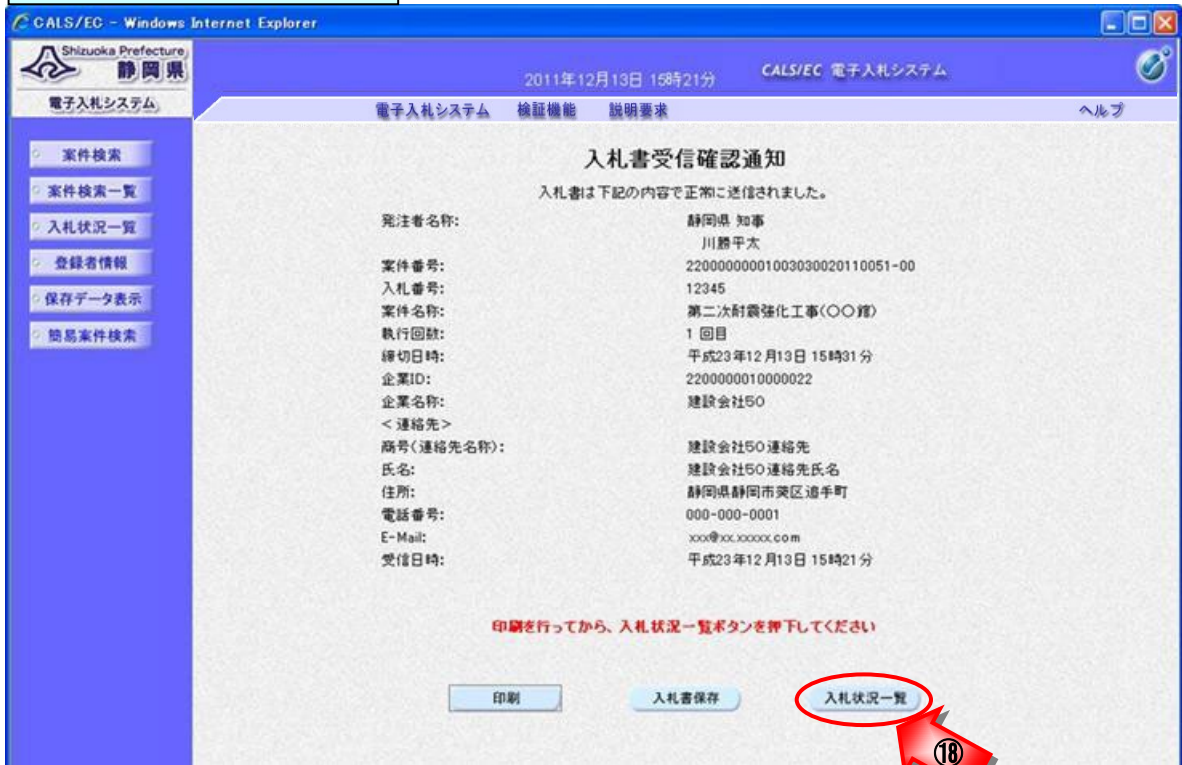 CALS/EC - Windows Internet Explorer
Shizuoka Prefecture
静岡県
電子入札システム
2011年12月13日 15時21分
CALS/EC 電子入札システム
電子入札システム 検証機能 説明要求 ヘルプ
案件検索
案件検索一覧
入札状況一覧
登録者情報
保存データ表示
簡易案件検索
入札書受信確認通知
入札書は下記の内容で正常に送信されました。
発注者名称: 静岡県 知事
川勝平太
案件番号: 22000000001003030020110051-00
入札番号: 12345
案件名称: 第二次耐震強化工事(〇〇館)
執行回数: 1 回目
締切日時: 平成23年12月13日 15時31分
企業ID: 2200000010000022
企業名称: 建設会社50
<連絡先>
商号(連絡先名称): 建設会社50連絡先
氏名: 建設会社50連絡先氏名
住所: 静岡県静岡市葵区追手町
電話番号: 000-000-0001
E-Mail: xxx@xx.xxxxx.com
受信日時: 平成23年12月13日 15時21分
印刷を行ってから、入札状況一覧ボタンを押下してください
印刷 入札書保存 入札状況一覧
⑱